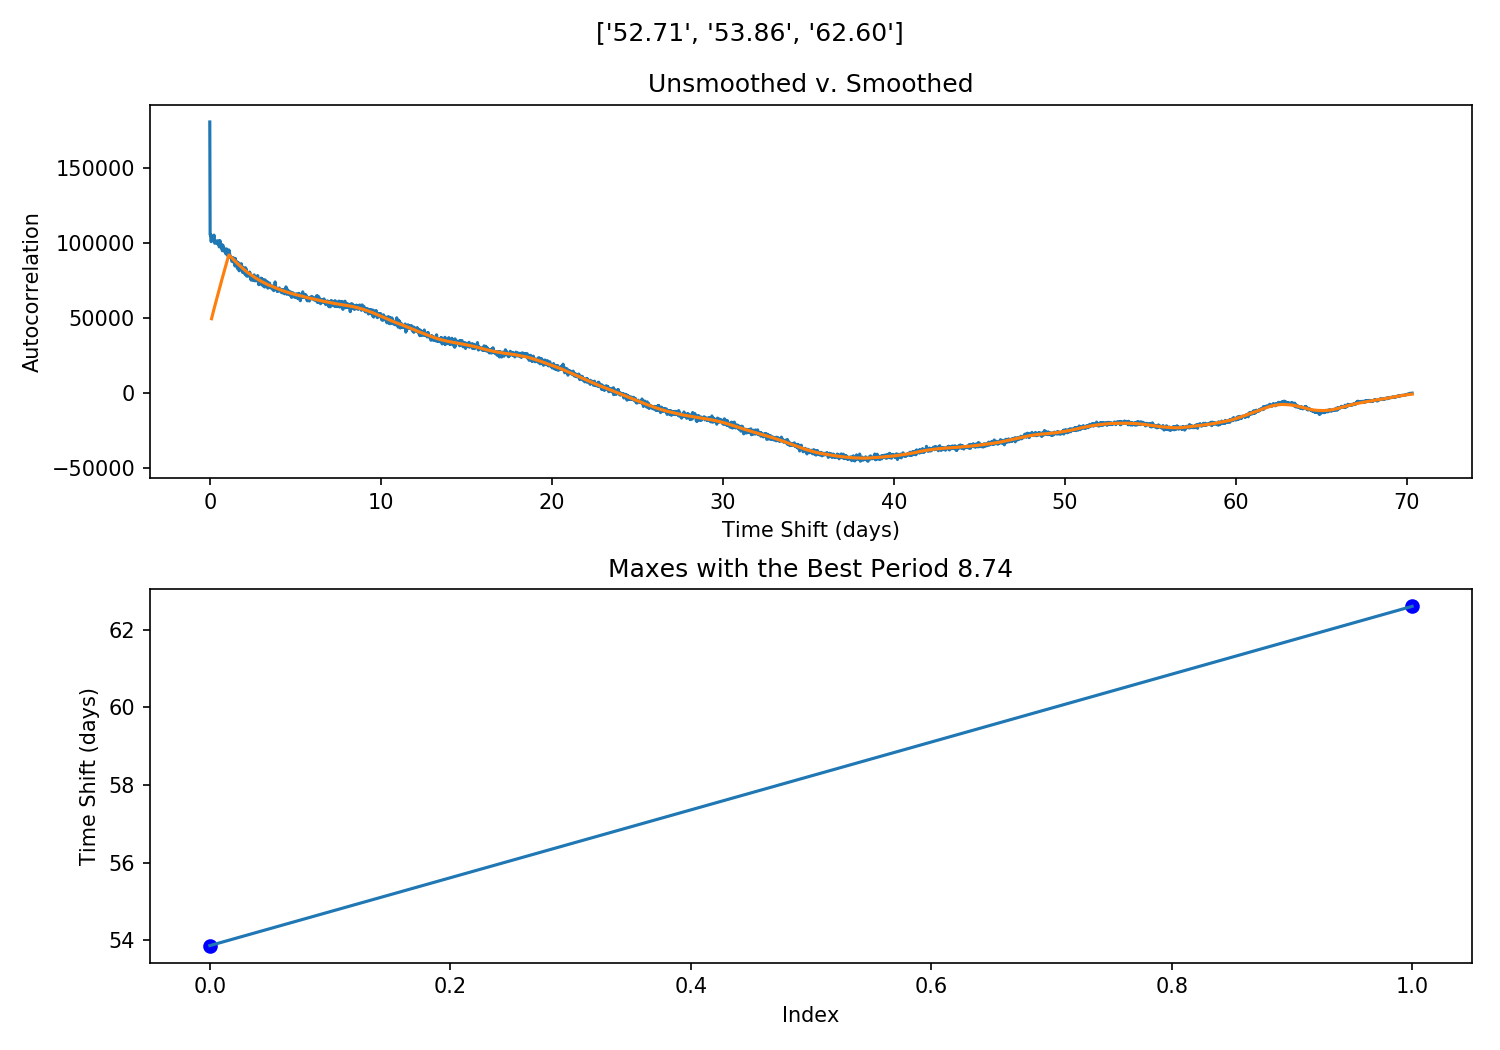 ['52.71', '53.86', '62.60']
Unsmoothed v. Smoothed
Autocorrelation
150000
100000
50000
0
−50000
0 10 20 30 40 50 60 70
Time Shift (days)
Maxes with the Best Period 8.74
Time Shift (days)
62
60
58
56
54
0.0 0.2 0.4 0.6 0.8 1.0
Index